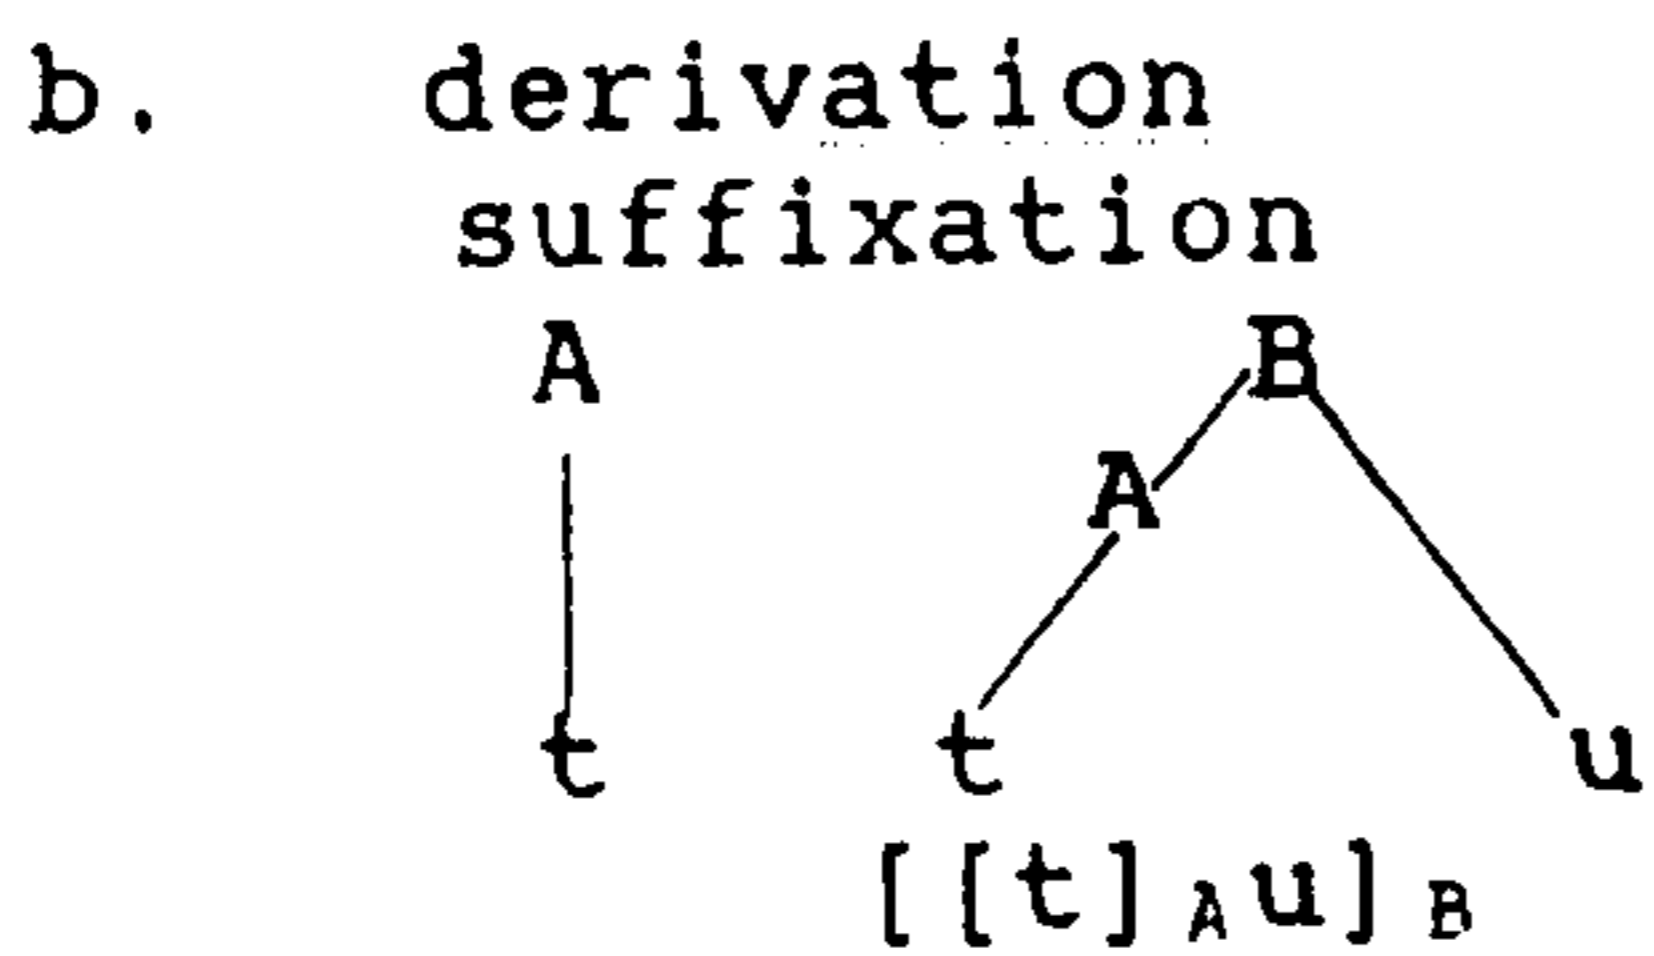 b. derivation
suffixation
A B
A
t t u
[[t]Au]B